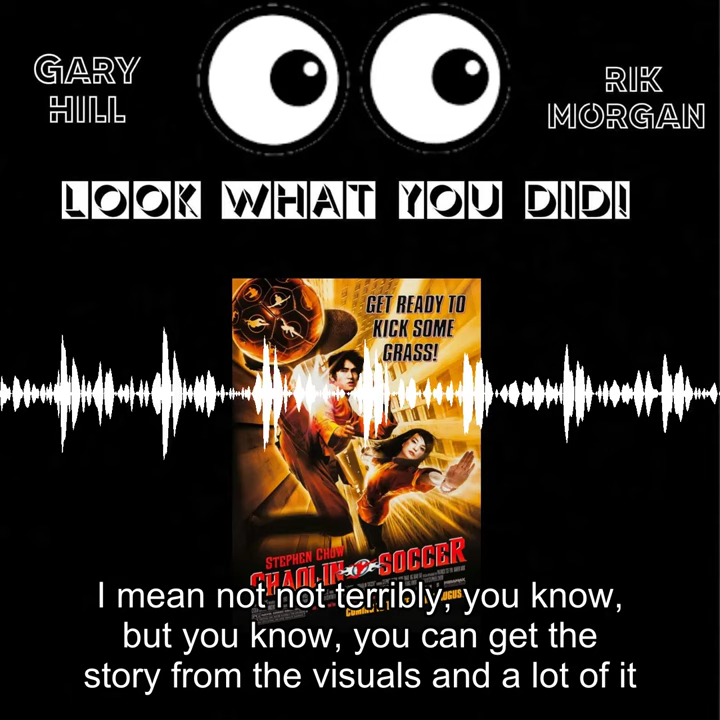 GARY
HILL
RIK
MORGAN
LOOK WHAT YOU DID!
GET READY TO
KICK SOME
GRASS!
STEPHEN CHOW
SHAOLIN SOCCER
I mean not not terribly, you know,
but you know, you can get the
story from the visuals and a lot of it